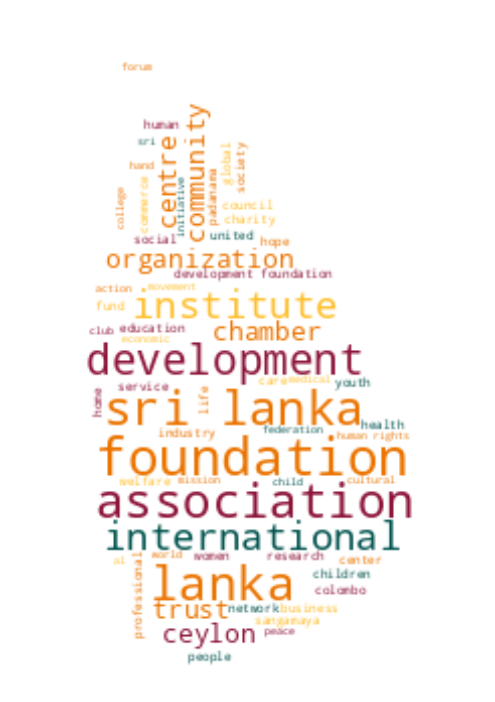 forum
human
community
sri
centre
hand
global
society
padanama
initiative
commerce
college
council
charity
social
united
hope
organization
development foundation
action
movement
fund
institute
club
education
chamber
economic
development
care
medical
youth
service
home
life
sri lanka
health
industry
federation
human rights
foundation
welfare
mission
child
cultural
association
international
al
world
women
research
center
professional
lanka
children
colombo
trust
network
business
sangamaya
ceylon
peace
people